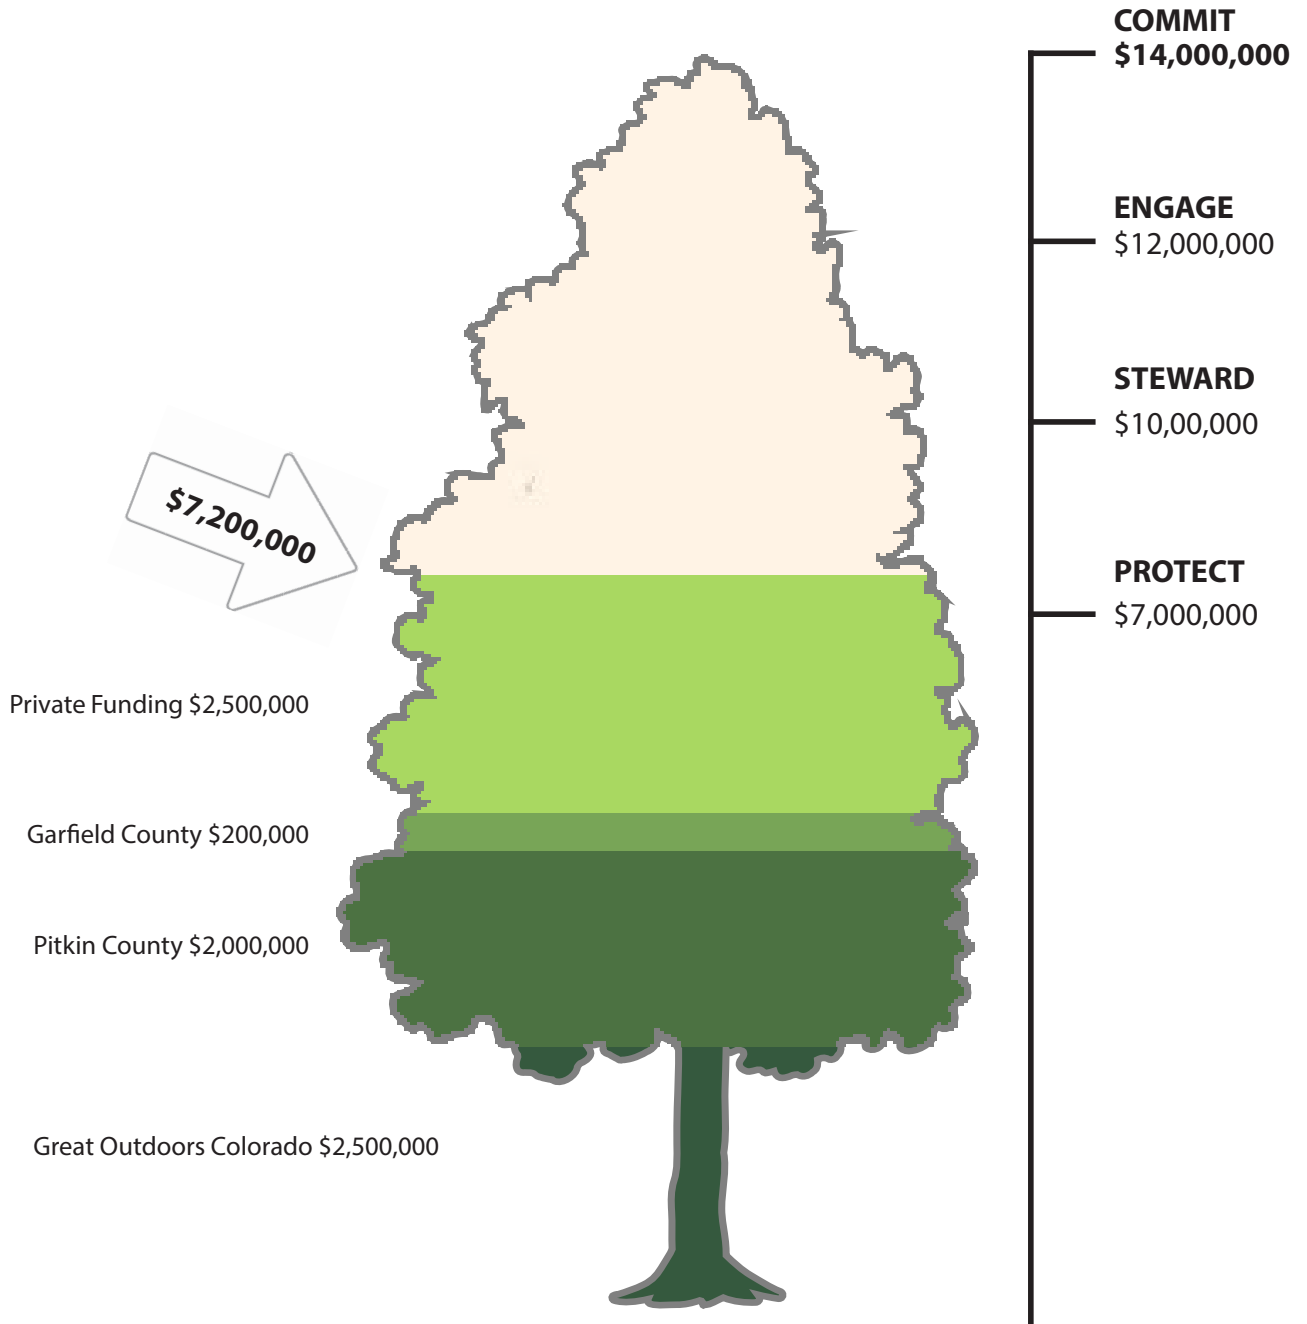 COMMIT
$14,000,000
ENGAGE
$12,000,000
STEWARD
$10,00,000
$7,200,000
PROTECT
$7,000,000
Private Funding $2,500,000
Garfield County $200,000
Pitkin County $2,000,000
Great Outdoors Colorado $2,500,000